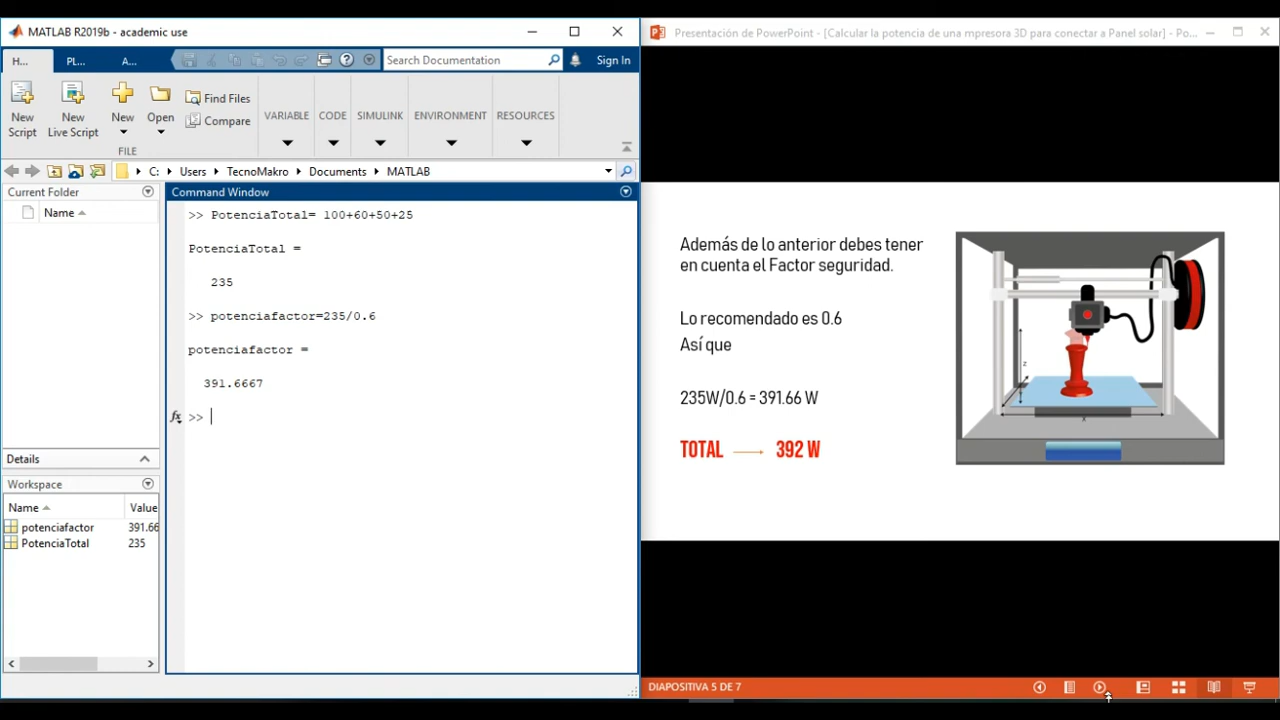 MATLAB R2019b - academic use
H... PL... A...
Search Documentation
Sign In
New Script
New Live Script
New
Open
Find Files
Compare
FILE
VARIABLE
CODE
SIMULINK
ENVIRONMENT
RESOURCES
C: Users TecnoMakro Documents MATLAB
Current Folder
Name
Details
Workspace
Name Value
potenciafactor 391.66
PotenciaTotal 235
Command Window
>> PotenciaTotal= 100+60+50+25
PotenciaTotal =
235
>> potenciafactor=235/0.6
potenciafactor =
391.6667
fx >>
Presentación de PowerPoint - [Calcular la potencia de una mpresora 3D para conectar a Panel solar] - Po...
Además de lo anterior debes tener
en cuenta el Factor seguridad.
Lo recomendado es 0.6
Así que
235W/0.6 = 391.66 W
TOTAL → 392 W
Z
X
DIAPOSITIVA 5 DE 7